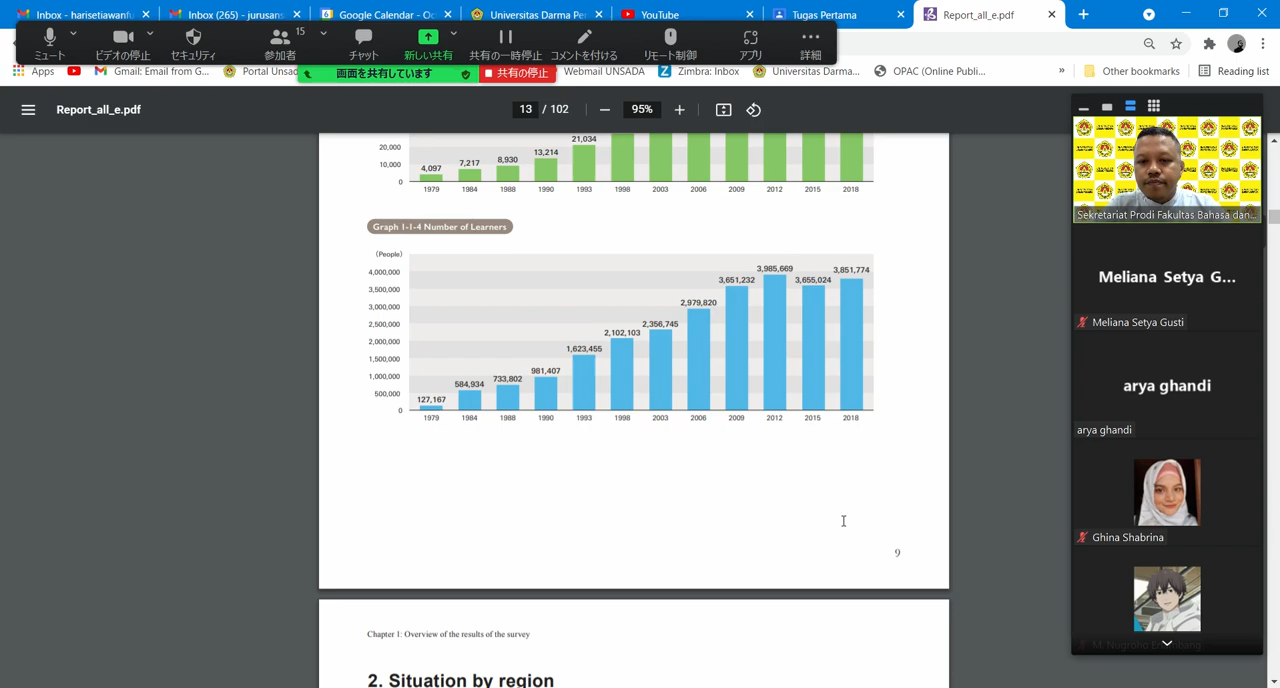 Inbox - harisetiawanfu
Inbox (265) - jurusans
Google Calendar - Oc
Universitas Darma Pe
YouTube
Tugas Pertama
Report_all_e.pdf
15
ミュート
ビデオの停止
セキュリティ
参加者
チャット
新しい共有
共有の一時停止
コメントを付ける
リモート制御
アプリ
詳細
Apps
Gmail: Email from G...
Portal Unsad
画面を共有しています
共有の停止
Webmail UNSADA
Zimbra: Inbox
Universitas Darma...
OPAC (Online Publi...
»
Other bookmarks
Reading list
Report_all_e.pdf
13 / 102
95%
20,000
10,000
0
4,097
7,217
8,930
13,214
21,034
1979 1984 1988 1990 1993 1998 2003 2006 2009 2012 2015 2018
Graph 1-1-4 Number of Learners
(People)
4,000,000
3,500,000
3,000,000
2,500,000
2,000,000
1,500,000
1,000,000
500,000
0
127,167
584,934
733,802
981,407
1,623,455
2,102,103
2,356,745
2,979,820
3,651,232
3,985,669
3,655,024
3,851,774
1979 1984 1988 1990 1993 1998 2003 2006 2009 2012 2015 2018
9
Chapter 1: Overview of the results of the survey
2. Situation by region
Sekretariat Prodi Fakultas Bahasa dan...
Meliana Setya G...
Meliana Setya Gusti
arya ghandi
arya ghandi
Ghina Shabrina